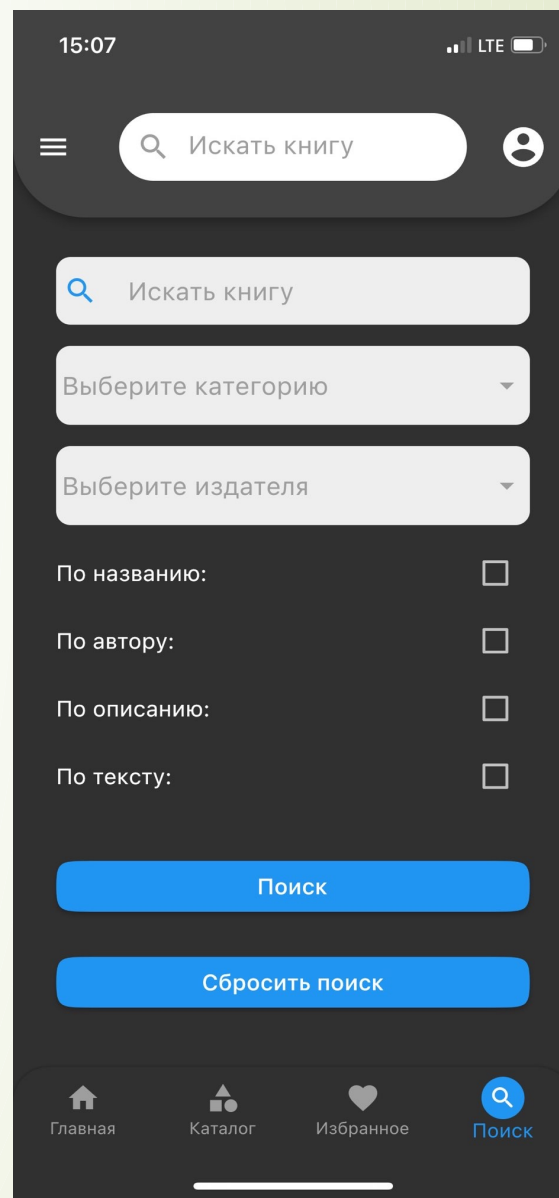 15:07 LTE
Искать книгу
Искать книгу
Выберите категорию
Выберите издателя
По названию:
По автору:
По описанию:
По тексту:
Поиск
Сбросить поиск
Главная Каталог Избранное Поиск